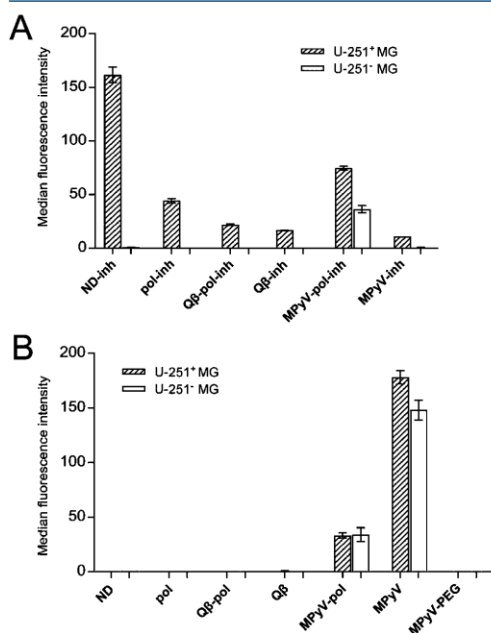 A
Median fluorescence intensity
200
150
100
50
0
U-251⁺ MG
U-251⁻ MG
ND-inh
pol-inh
Qβ-pol-inh
Qβ-inh
MPyV-pol-inh
MPyV-inh
B
Median fluorescence intensity
200
150
100
50
0
U-251⁺ MG
U-251⁻ MG
ND
pol
Qβ-pol
Qβ
MPyV-pol
MPyV
MPyV-PEG